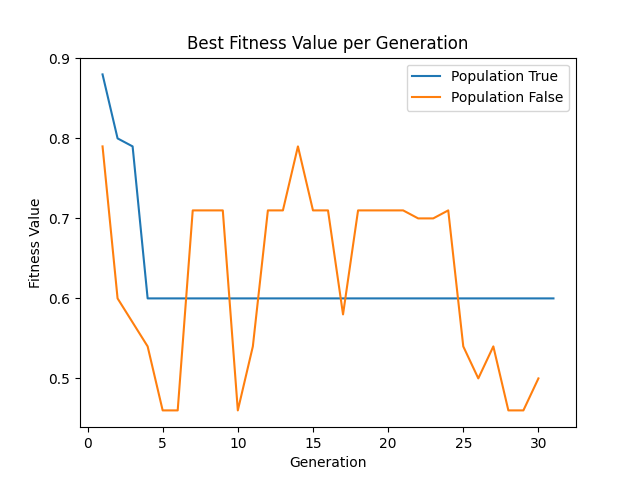 Best Fitness Value per Generation
Population True
Population False
0.9
0.8
0.7
0.6
0.5
Fitness Value
0 5 10 15 20 25 30
Generation